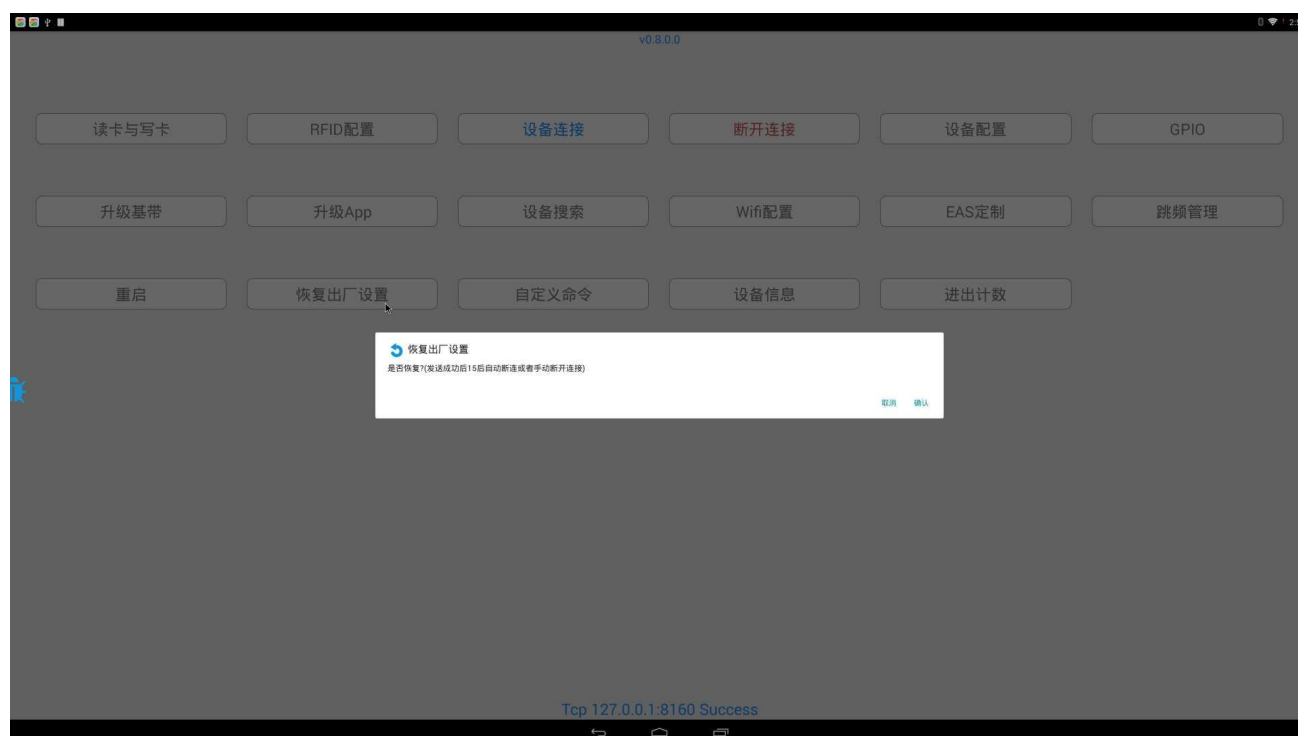 v0.8.0.0
读卡与写卡 RFID配置 设备连接 断开连接 设备配置 GPIO
升级基带 升级App 设备搜索 Wifi配置 EAS定制 跳频管理
重启 恢复出厂设置 自定义命令 设备信息 进出计数
恢复出厂设置
是否恢复?(发送成功后15后自动断连或者手动断开连接)
取消 确认
Tcp 127.0.0.1:8160 Success